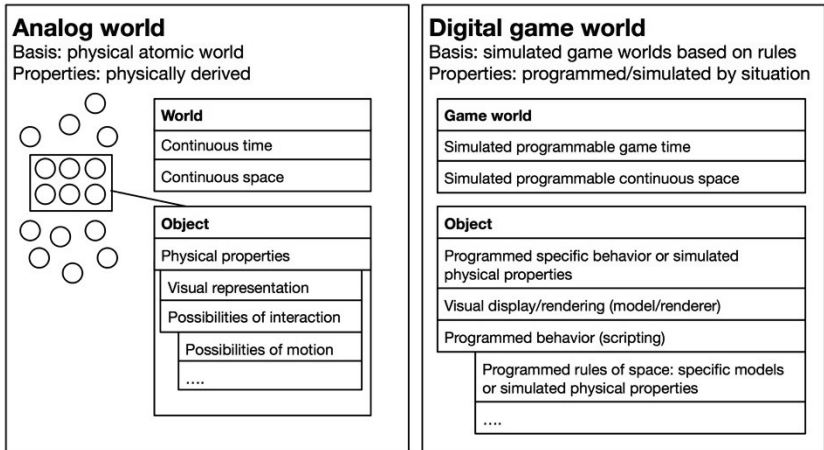 Analog world
Basis: physical atomic world
Properties: physically derived
World
Continuous time
Continuous space
Object
Physical properties
Visual representation
Possibilities of interaction
Possibilities of motion
....
Digital game world
Basis: simulated game worlds based on rules
Properties: programmed/simulated by situation
Game world
Simulated programmable game time
Simulated programmable continuous space
Object
Programmed specific behavior or simulated
physical properties
Visual display/rendering (model/renderer)
Programmed behavior (scripting)
Programmed rules of space: specific models
or simulated physical properties
....